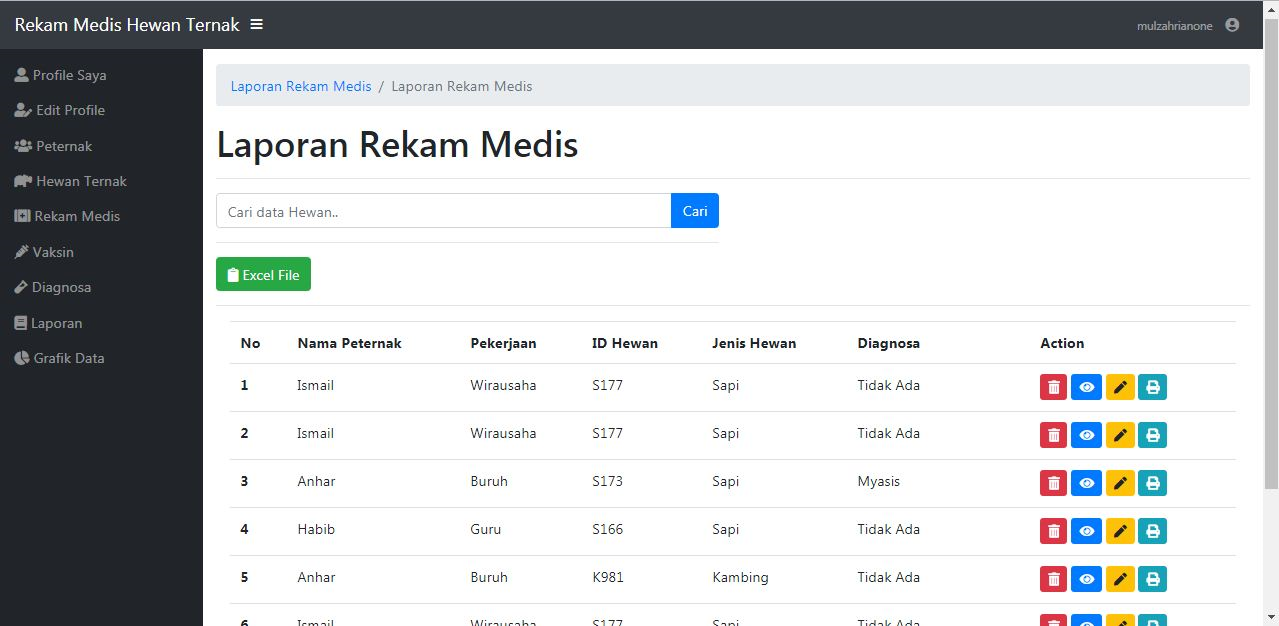 Rekam Medis Hewan Ternak
mulzahrianone
Profile Saya
Edit Profile
Peternak
Hewan Ternak
Rekam Medis
Vaksin
Diagnosa
Laporan
Grafik Data
Laporan Rekam Medis / Laporan Rekam Medis
Laporan Rekam Medis
Cari data Hewan.. Cari
Excel File
No Nama Peternak Pekerjaan ID Hewan Jenis Hewan Diagnosa Action
1 Ismail Wirausaha S177 Sapi Tidak Ada
2 Ismail Wirausaha S177 Sapi Tidak Ada
3 Anhar Buruh S173 Sapi Myasis
4 Habib Guru S166 Sapi Tidak Ada
5 Anhar Buruh K981 Kambing Tidak Ada
6 Ismail Wirausaha S177 Sapi Tidak Ada